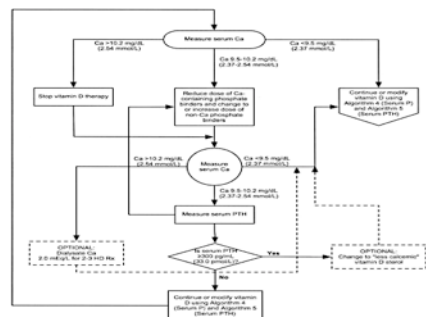 Ca >10.2 mg/dL
(2.54 mmol/L)
Measure serum Ca
Ca <9.5 mg/dL
(2.37 mmol/L)
Ca 9.5-10.2 mg/dL
(2.37-2.54 mmol/L)
Stop vitamin D therapy
Reduce dose of Ca-
containing phosphate
binders and change to
or increase dose of
non-Ca phosphate
binders
Continue or modify
vitamin D using
Algorithm 4 (Serum P)
and Algorithm 5
(Serum PTH)
Ca >10.2 mg/dL
(2.54 mmol/L)
Measure
serum Ca
Ca <9.5 mg/dL
(2.37 mmol/L)
Ca 9.5-10.2 mg/dL
(2.37-2.54 mmol/L)
Measure serum PTH
OPTIONAL:
Dialysate Ca
2.0 mEq/L for 2-3 HD Rx
Is serum PTH
pg/mL
(33.0 pmol/L)?
Yes
OPTIONAL:
Change to "less calcemic"
vitamin D sterol
No
Continue or modify vitamin
D using Algorithm 4
(Serum P) and Algorithm 5
(Serum PTH)